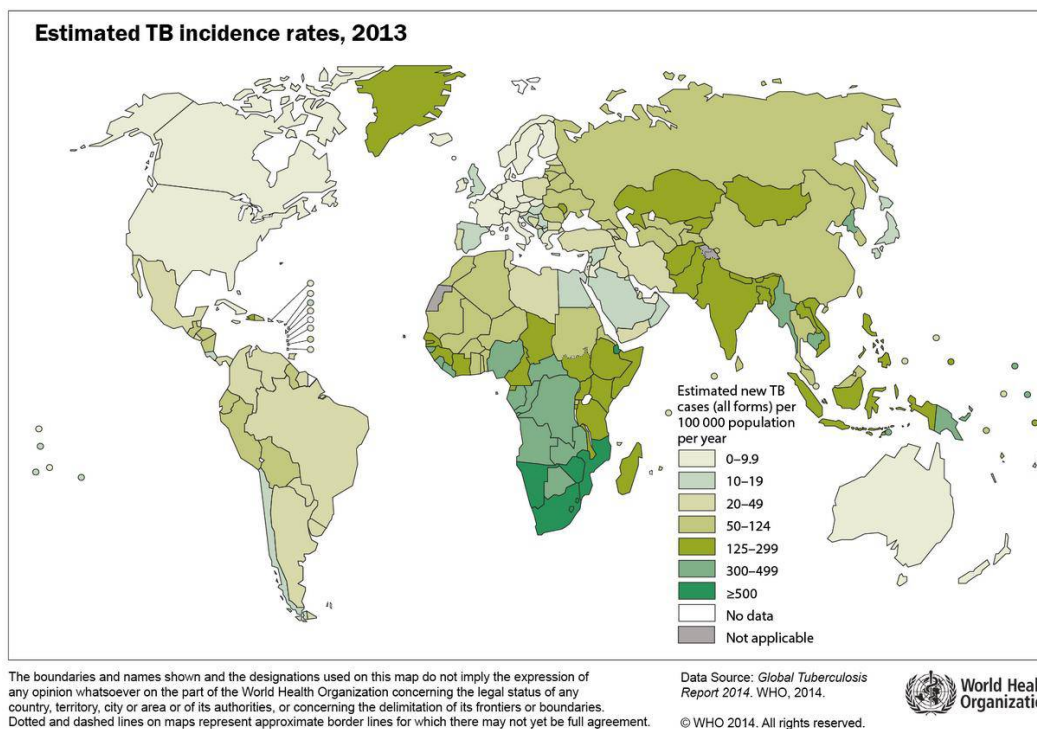 Estimated TB incidence rates, 2013
Estimated new TB
cases (all forms) per
100 000 population
per year
0–9.9
10–19
20–49
50–124
125–299
300–499
≥500
No data
Not applicable
The boundaries and names shown and the designations used on this map do not imply the expression of
any opinion whatsoever on the part of the World Health Organization concerning the legal status of any
country, territory, city or area or of its authorities, or concerning the delimitation of its frontiers or boundaries.
Dotted and dashed lines on maps represent approximate border lines for which there may not yet be full agreement.
Data Source: Global Tuberculosis
Report 2014. WHO, 2014.
© WHO 2014. All rights reserved.
World Heal
Organizatio